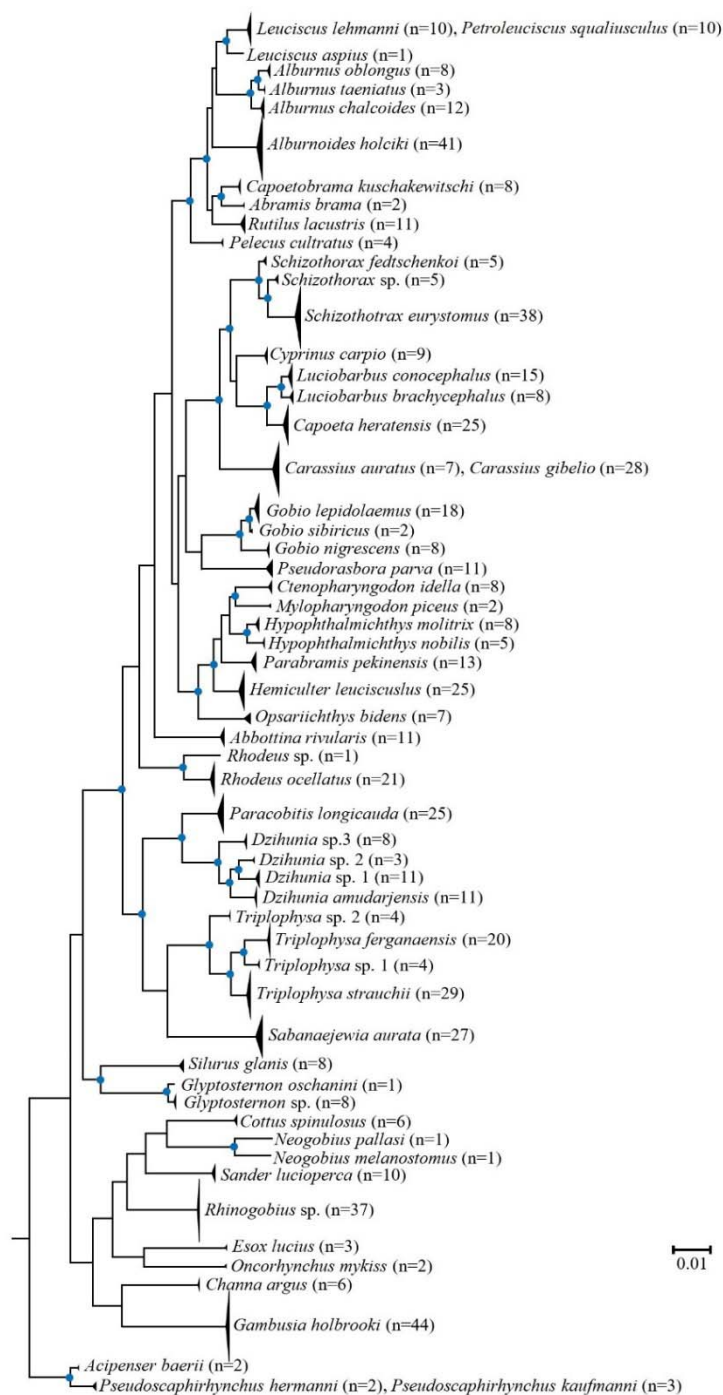 Leuciscus lehmanni (n=10), Petroleuciscus squaliusculus (n=10)
Leuciscus aspius (n=1)
Alburnus oblongus (n=8)
Alburnus taeniatus (n=3)
Alburnus chalcoides (n=12)
Alburnoides holciki (n=41)
Capoetobrama kuschakewitschi (n=8)
Abramis brama (n=2)
Rutilus lacustris (n=11)
Pelecus cultratus (n=4)
Schizothorax fedtschenkoi (n=5)
Schizothorax sp. (n=5)
Schizothotrax eurystomus (n=38)
Cyprinus carpio (n=9)
Luciobarbus conocephalus (n=15)
Luciobarbus brachycephalus (n=8)
Capoeta heratensis (n=25)
Carassius auratus (n=7), Carassius gibelio (n=28)
Gobio lepidolaemus (n=18)
Gobio sibiricus (n=2)
Gobio nigrescens (n=8)
Pseudorasbora parva (n=11)
Ctenopharyngodon idella (n=8)
Mylopharyngodon piceus (n=2)
Hypophthalmichthys molitrix (n=8)
Hypophthalmichthys nobilis (n=5)
Parabramis pekinensis (n=13)
Hemiculter leuciscuslus (n=25)
Opsariichthys bidens (n=7)
Abbottina rivularis (n=11)
Rhodeus sp. (n=1)
Rhodeus ocellatus (n=21)
Paracobitis longicauda (n=25)
Dzihunia sp.3 (n=8)
Dzihunia sp. 2 (n=3)
Dzihunia sp. 1 (n=11)
Dzihunia amudarjensis (n=11)
Triplophysa sp. 2 (n=4)
Triplophysa ferganaensis (n=20)
Triplophysa sp. 1 (n=4)
Triplophysa strauchii (n=29)
Sabanaejewia aurata (n=27)
Silurus glanis (n=8)
Glyptosternon oschanini (n=1)
Glyptosternon sp. (n=8)
Cottus spinulosus (n=6)
Neogobius pallasi (n=1)
Neogobius melanostomus (n=1)
Sander lucioperca (n=10)
Rhinogobius sp. (n=37)
Esox lucius (n=3)
0.01
Oncorhynchus mykiss (n=2)
Channa argus (n=6)
Gambusia holbrooki (n=44)
Acipenser baerii (n=2)
Pseudoscaphirhynchus hermanni (n=2), Pseudoscaphirhynchus kaufmanni (n=3)